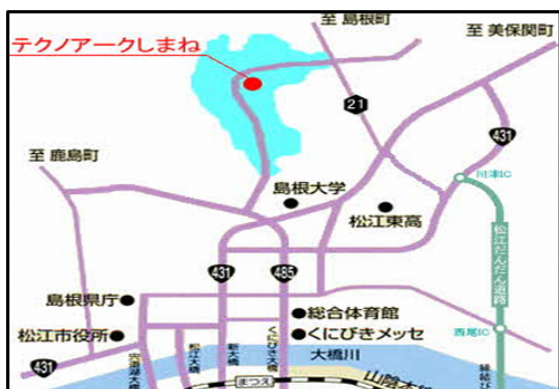 至 島根町
至 美保関町
テクノアークしまね
21
431
至 鹿島町
川津IC
島根大学
松江東高
松江だんだん道路
431
485
島根県庁
総合体育館
松江市役所
くにびきメッセ
西尾IC
大橋川
431
宍道湖大橋
松江大橋
新大橋
くにびき大橋
まつえ